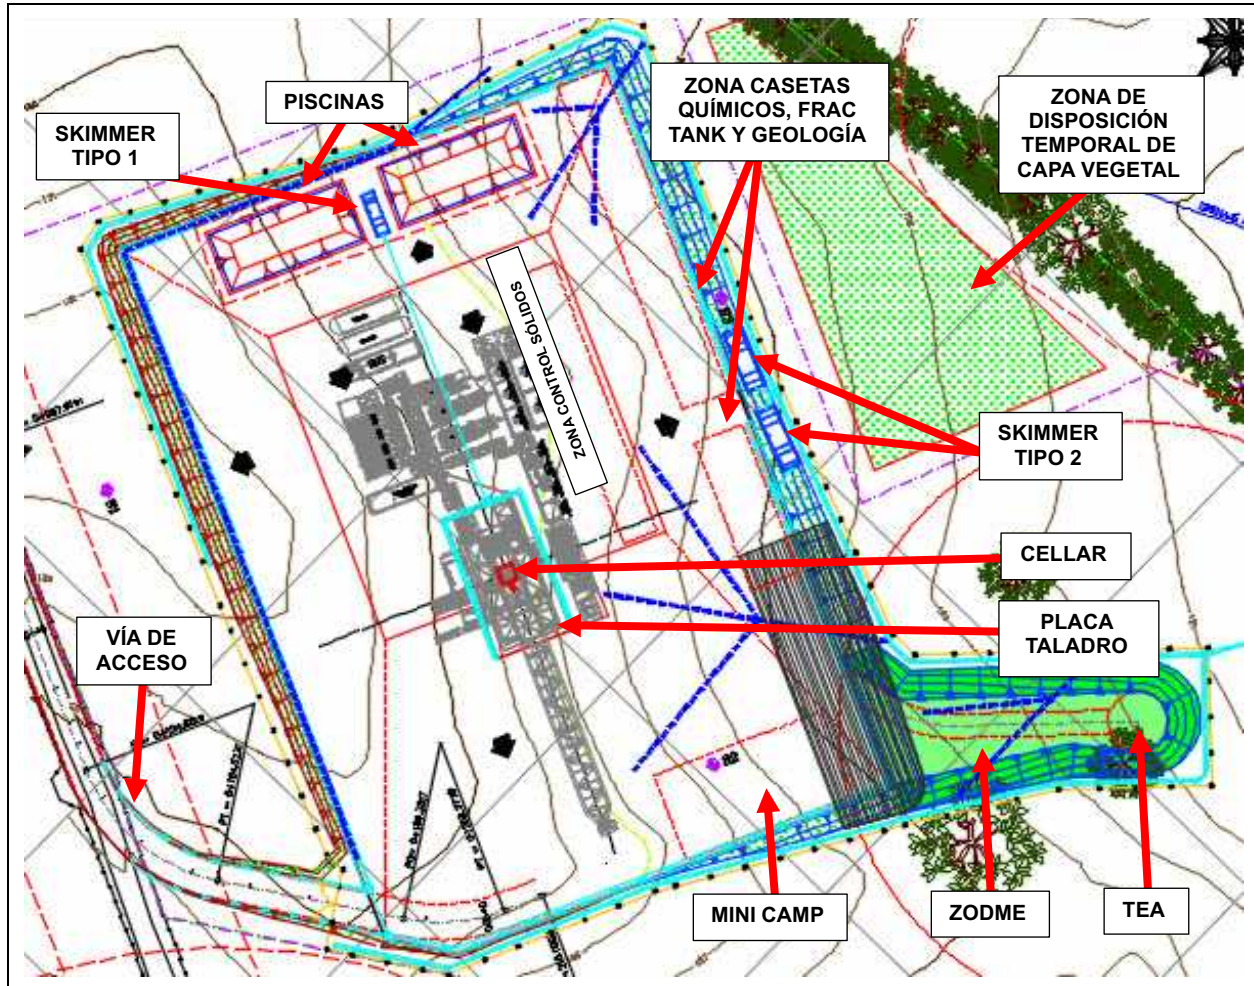 PISCINAS
SKIMMER
TIPO 1
ZONA CASETAS
QUÍMICOS, FRAC
TANK Y GEOLOGÍA
ZONA DE
DISPOSICIÓN
TEMPORAL DE
CAPA VEGETAL
ZONA CONTROL SÓLIDOS
SKIMMER
TIPO 2
CELLAR
PLACA
TALADRO
VÍA DE
ACCESO
MINI CAMP
ZODME
TEA